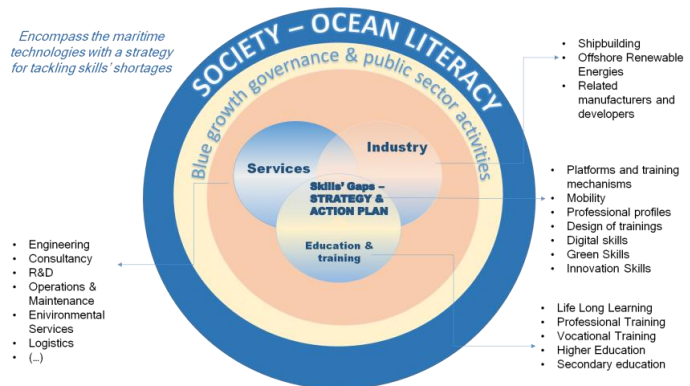 Encompass the maritime
technologies with a strategy
for tackling skills' shortages
SOCIETY – OCEAN LITERACY
Blue growth governance & public sector activities
Services
Industry
Skills' Gaps –
STRATEGY &
ACTION PLAN
Education &
training
• Shipbuilding
• Offshore Renewable
Energies
• Related
manufacturers and
developers
• Platforms and training
mechanisms
• Mobility
• Professional profiles
• Design of trainings
• Digital skills
• Green Skills
• Innovation Skills
• Life Long Learning
• Professional Training
• Vocational Training
• Higher Education
• Secondary education
• Engineering
• Consultancy
• R&D
• Operations &
Maintenance
• Enivironmental
Services
• Logistics
• (...)